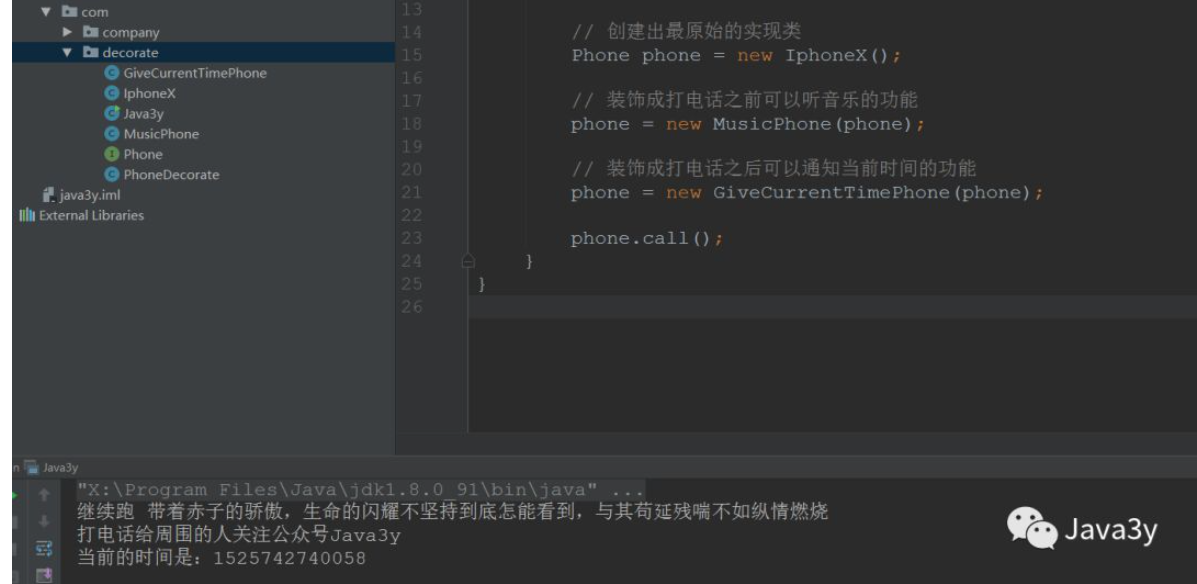 com
company
decorate
GiveCurrentTimePhone
IphoneX
Java3y
MusicPhone
Phone
PhoneDecorate
java3y.iml
External Libraries
13
14 // 创建出最原始的实现类
15 Phone phone = new IphoneX();
16
17 // 装饰成打电话之前可以听音乐的功能
18 phone = new MusicPhone(phone);
19
20 // 装饰成打电话之后可以通知当前时间的功能
21 phone = new GiveCurrentTimePhone(phone);
22
23 phone.call();
24 }
25 }
26
n Java3y
"X:\Program Files\Java\jdk1.8.0_91\bin\java" ...
继续跑 带着赤子的骄傲，生命的闪耀不坚持到底怎能看到，与其苟延残喘不如纵情燃烧
打电话给周围的人关注公众号Java3y
当前的时间是：1525742740058
Java3y